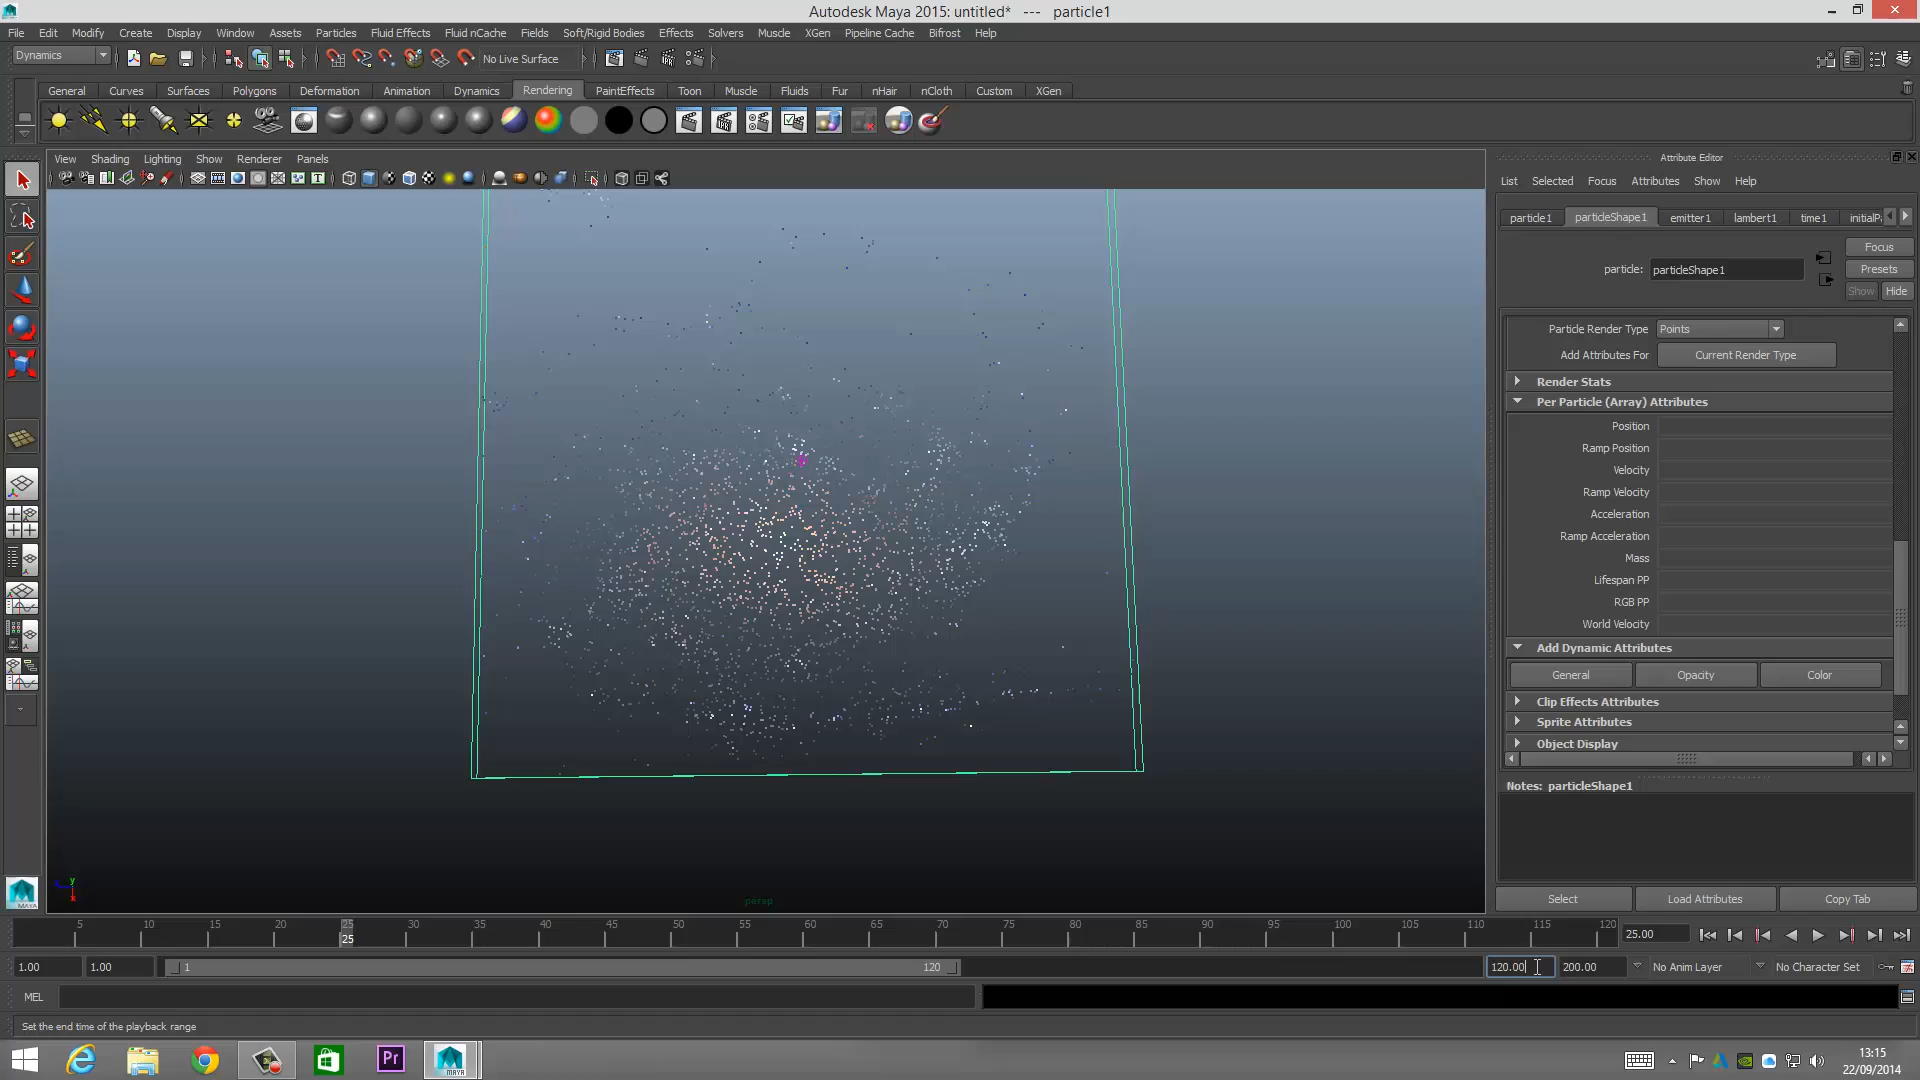 Autodesk Maya 2015: untitled* --- particle1
File Edit Modify Create Display Window Assets Particles Fluid Effects Fluid nCache Fields Soft/Rigid Bodies Effects Solvers Muscle XGen Pipeline Cache Bifrost Help
Dynamics No Live Surface
General Curves Surfaces Polygons Deformation Animation Dynamics Rendering PaintEffects Toon Muscle Fluids Fur nHair nCloth Custom XGen
View Shading Lighting Show Renderer Panels
Attribute Editor
List Selected Focus Attributes Show Help
particle1 particleShape1 emitter1 lambert1 time1 initialP
Focus
particle: particleShape1
Presets
Show Hide
Particle Render Type Points
Add Attributes For Current Render Type
Render Stats
Per Particle (Array) Attributes
Position
Ramp Position
Velocity
Ramp Velocity
Acceleration
Ramp Acceleration
Mass
Lifespan PP
RGB PP
World Velocity
Add Dynamic Attributes
General Opacity Color
Clip Effects Attributes
Sprite Attributes
Object Display
Notes: particleShape1
y
x
persp
MAYA
Select Load Attributes Copy Tab
5 10 15 20 25 30 35 40 45 50 55 60 65 70 75 80 85 90 95 100 105 110 115 120
25
25.00
1.00 1.00 1 120 120.00 200.00 No Anim Layer No Character Set
MEL
Set the end time of the playback range
Pr
MAYA
13:15
22/09/2014